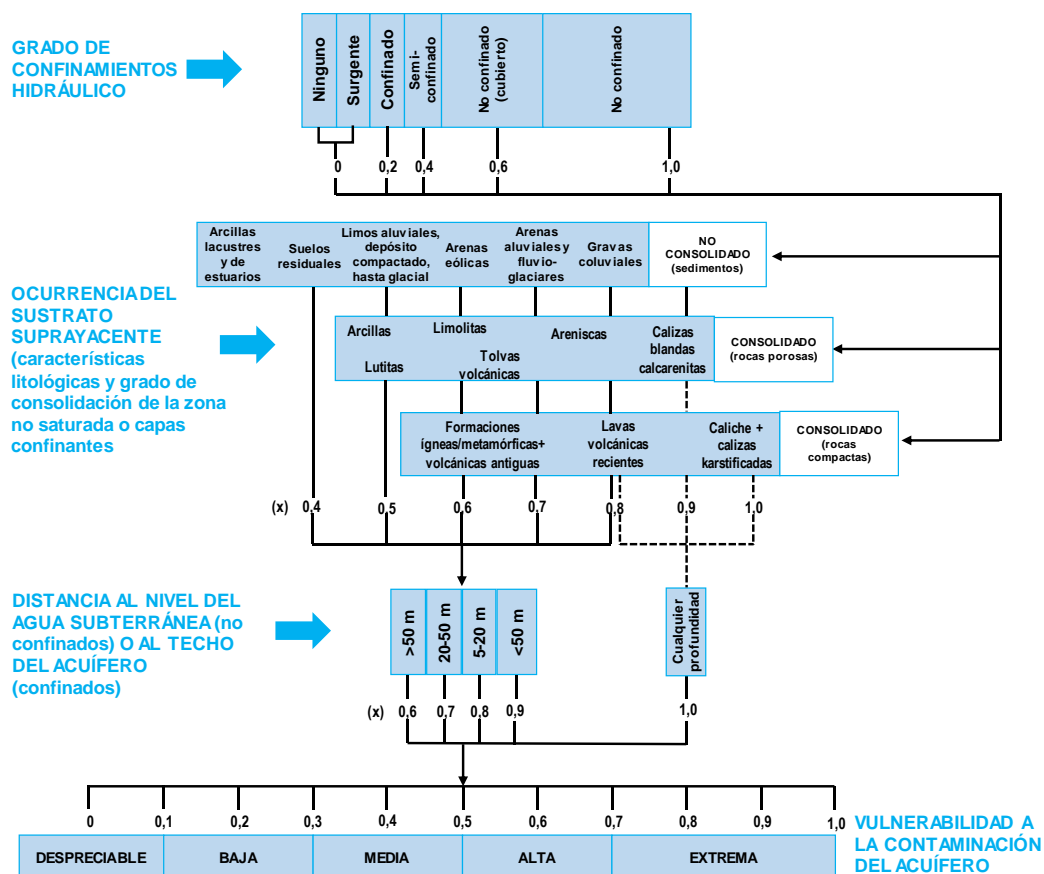 GRADO DE
CONFINAMIENTOS
HIDRÁULICO
Ninguno
Surgente
Confinado
Semi-
confinado
No confinado
(cubierto)
No confinado
0
0,2
0,4
0,6
1,0
OCURRENCIA DEL
SUSTRATO
SUPRAYACENTE
(características
litológicas y grado de
consolidación de la zona
no saturada o capas
confinantes
Arcillas
lacustres
y de
estuarios
Suelos
residuales
Limos aluviales,
depósito
compactado,
hasta glacial
Arenas
eólicas
Arenas
aluviales y
fluvio-
glaciares
Gravas
coluviales
NO
CONSOLIDADO
(sedimentos)
Arcillas
Lutitas
Limolitas
Tolvas
volcánicas
Areniscas
Calizas
blandas
calcarenitas
CONSOLIDADO
(rocas porosas)
Formaciones
ígneas/metamórficas+
volcánicas antiguas
Lavas
volcánicas
recientes
Caliche +
calizas
karstificadas
CONSOLIDADO
(rocas
compactas)
(x) 0,4 0,5 0,6 0,7 0,8 0,9 1,0
DISTANCIA AL NIVEL DEL
AGUA SUBTERRÁNEA (no
confinados) O AL TECHO
DEL ACUÍFERO
(confinados)
>50 m
20-50 m
5-20 m
<50 m
Cualquier
profundidad
(x) 0,6 0,7 0,8 0,9 1,0
0 0,1 0,2 0,3 0,4 0,5 0,6 0,7 0,8 0,9 1,0
DESPRECIABLE BAJA MEDIA ALTA EXTREMA
VULNERABILIDAD A
LA CONTAMINACIÓN
DEL ACUÍFERO